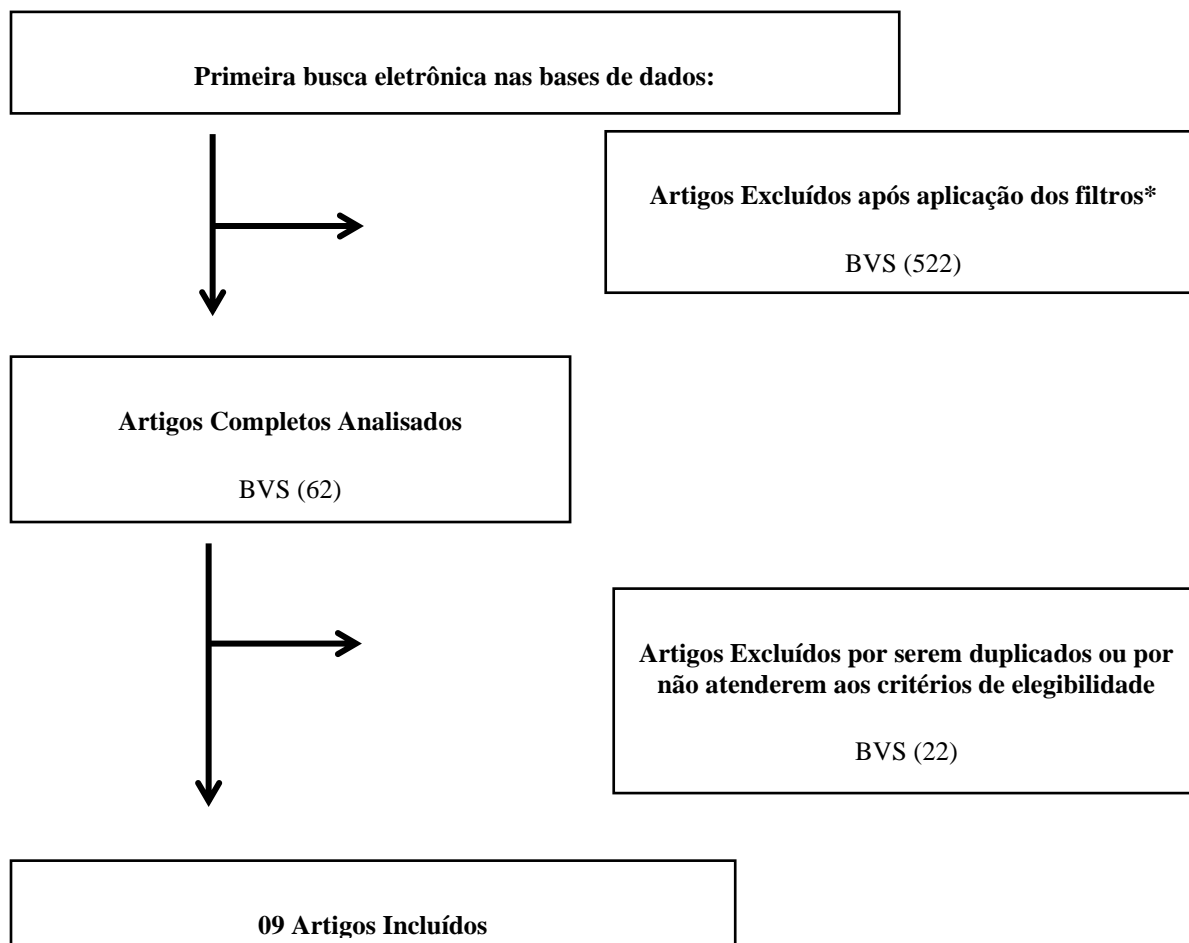 Primeira busca eletrônica nas bases de dados:
Artigos Excluídos após aplicação dos filtros*
BVS (522)
Artigos Completos Analisados
BVS (62)
Artigos Excluídos por serem duplicados ou por
não atenderem aos critérios de elegibilidade
BVS (22)
09 Artigos Incluídos